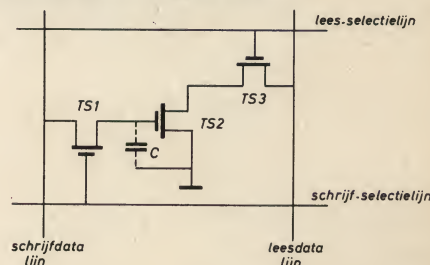 lees-selectielijn
TS1
TS2
TS3
C
schrijf-selectielijn
schrijfdata
lijn
leesdata
lijn